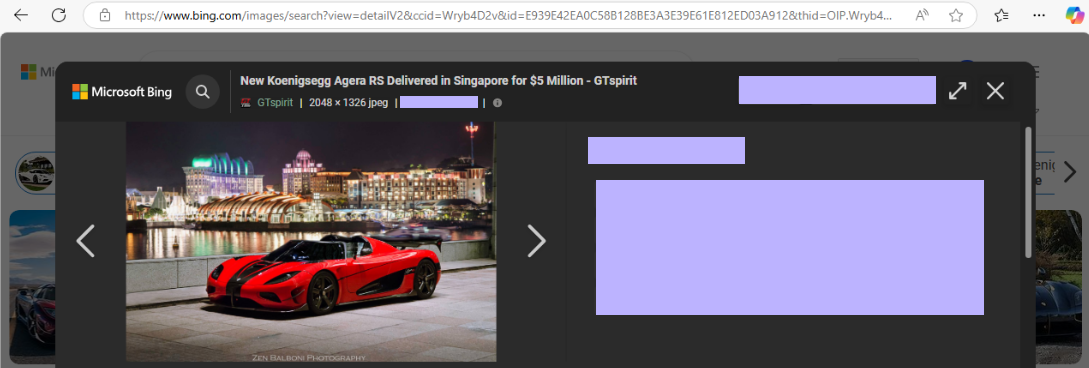 https://www.bing.com/images/search?view=detailV2&ccid=Wryb4D2v&id=E939E42EA0C58B128BE3A3E39E61E812ED03A912&thid=OIP.Wryb4...
Mi
Microsoft Bing
New Koenigsegg Agera RS Delivered in Singapore for $5 Million - GTspirit
GTspirit | 2048 × 1326 jpeg | |
ZEN BALBONI PHOTOGRAPHY